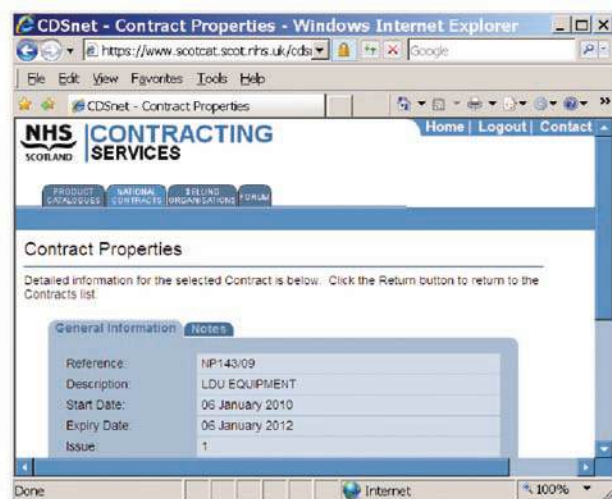 CDSnet - Contract Properties - Windows Internet Explorer
https://www.scotcat.scot.nhs.uk/cds
Google
File Edit View Favorites Tools Help
CDSnet - Contract Properties
Home | Logout | Contact
NHS
SCOTLAND
CONTRACTING
SERVICES
PRODUCT CATALOGUES
NATIONAL CONTRACTS
SELLING ORGANISATIONS
FORUM
Contract Properties
Detailed information for the selected Contract is below. Click the Return button to return to the
Contracts list.
General Information Notes
Reference: NP143/09
Description: LDU EQUIPMENT
Start Date: 06 January 2010
Expiry Date: 06 January 2012
Issue: 1
Done Internet 100%